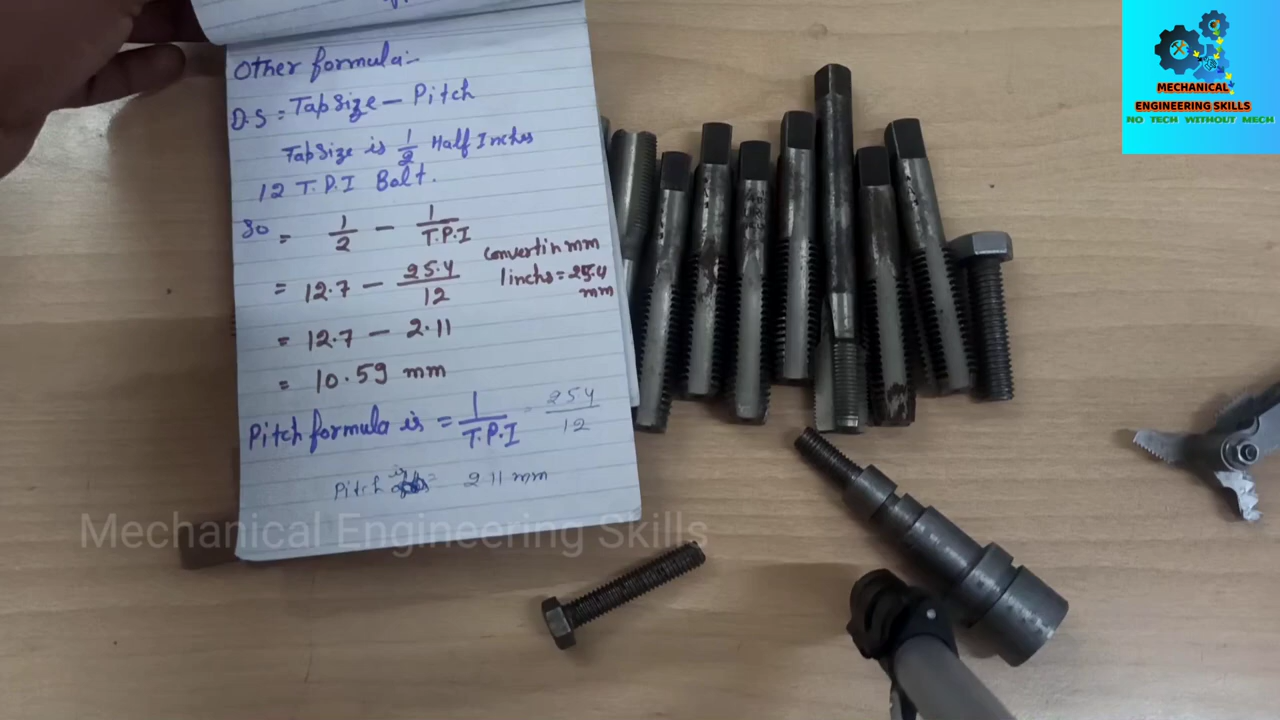 Other formula:-
D.S = Tap Size - Pitch
Tap Size is 1/2 Half Inches
12 T.P.I Bolt.
So = 1/2 - 1/T.P.I
convert in mm
= 12.7 - 25.4/12
1 inchs = 25.4 mm
= 12.7 - 2.11
= 10.59 mm
Pitch formula is = 1/T.P.I = 25.4/12
Pitch is = 2.11 mm
Mechanical Engineering Skills
MECHANICAL
ENGINEERING SKILLS
NO TECH WITHOUT MECH